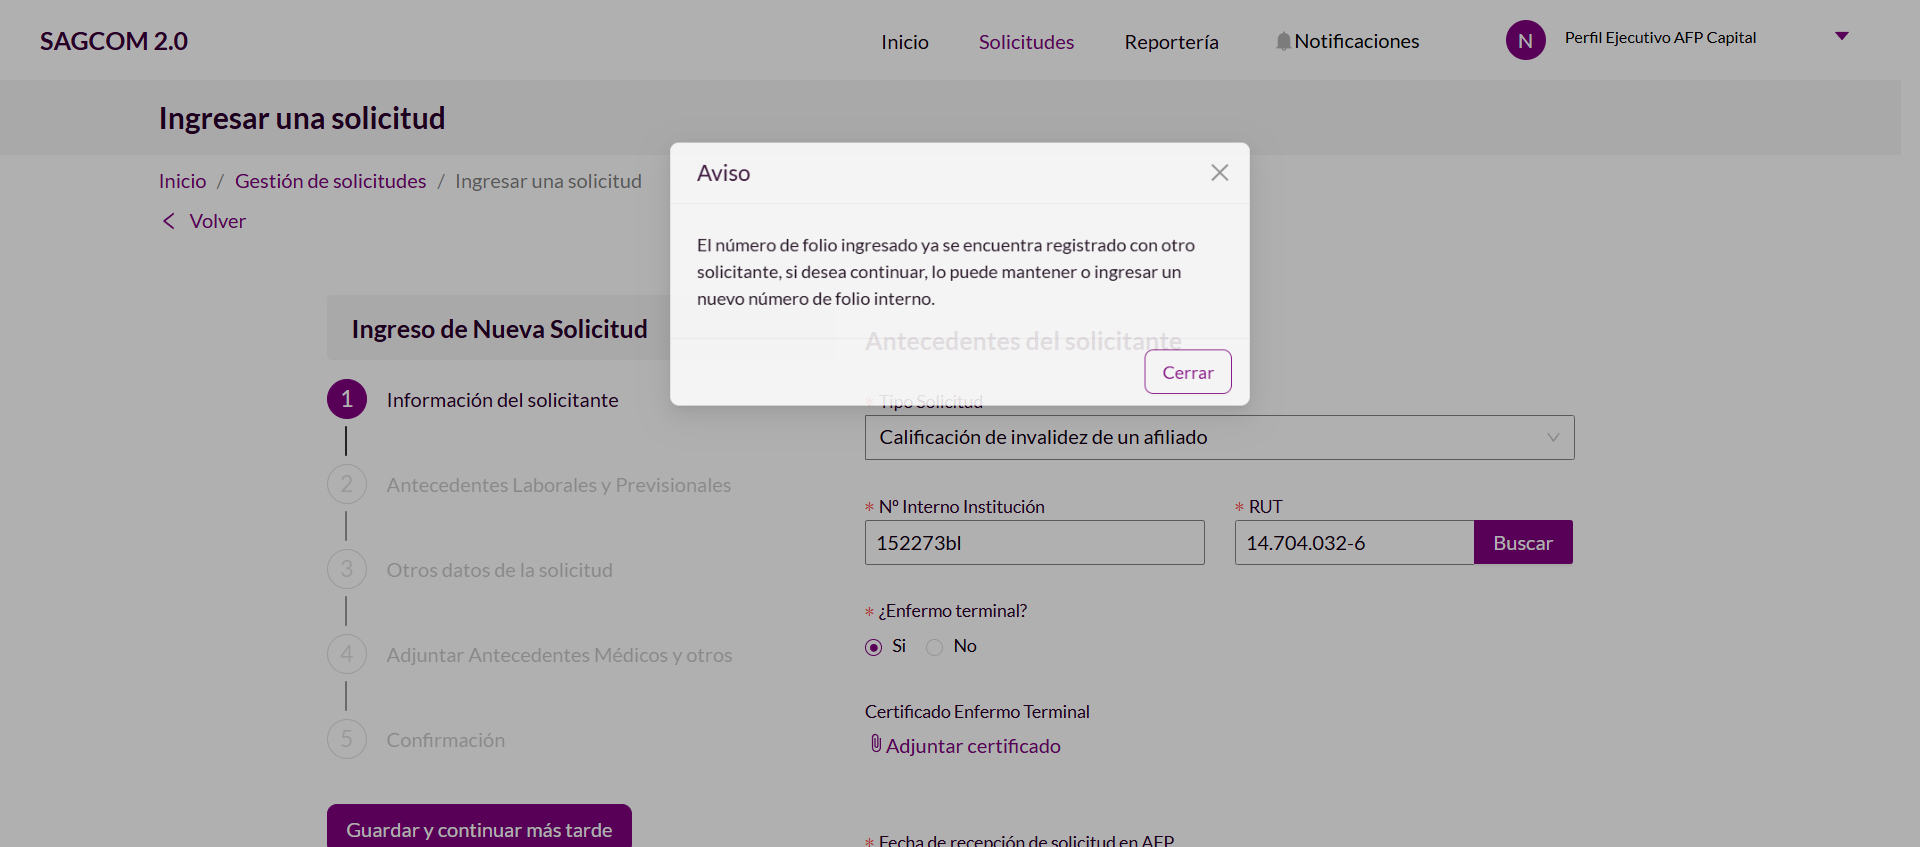 SAGCOM 2.0
Inicio
Solicitudes
Reportería
Notificaciones
N
Perfil Ejecutivo AFP Capital
Ingresar una solicitud
Inicio / Gestión de solicitudes / Ingresar una solicitud
Volver
Aviso
El número de folio ingresado ya se encuentra registrado con otro
solicitante, si desea continuar, lo puede mantener o ingresar un
nuevo número de folio interno.
Cerrar
Ingreso de Nueva Solicitud
1 Información del solicitante
2 Antecedentes Laborales y Previsionales
3 Otros datos de la solicitud
4 Adjuntar Antecedentes Médicos y otros
5 Confirmación
Guardar y continuar más tarde
Antecedentes del solicitante
* Tipo Solicitud
Calificación de invalidez de un afiliado
* Nº Interno Institución
152273bl
* RUT
14.704.032-6
Buscar
* ¿Enfermo terminal?
Si
No
Certificado Enfermo Terminal
Adjuntar certificado
* Fecha de recepción de solicitud en AFP